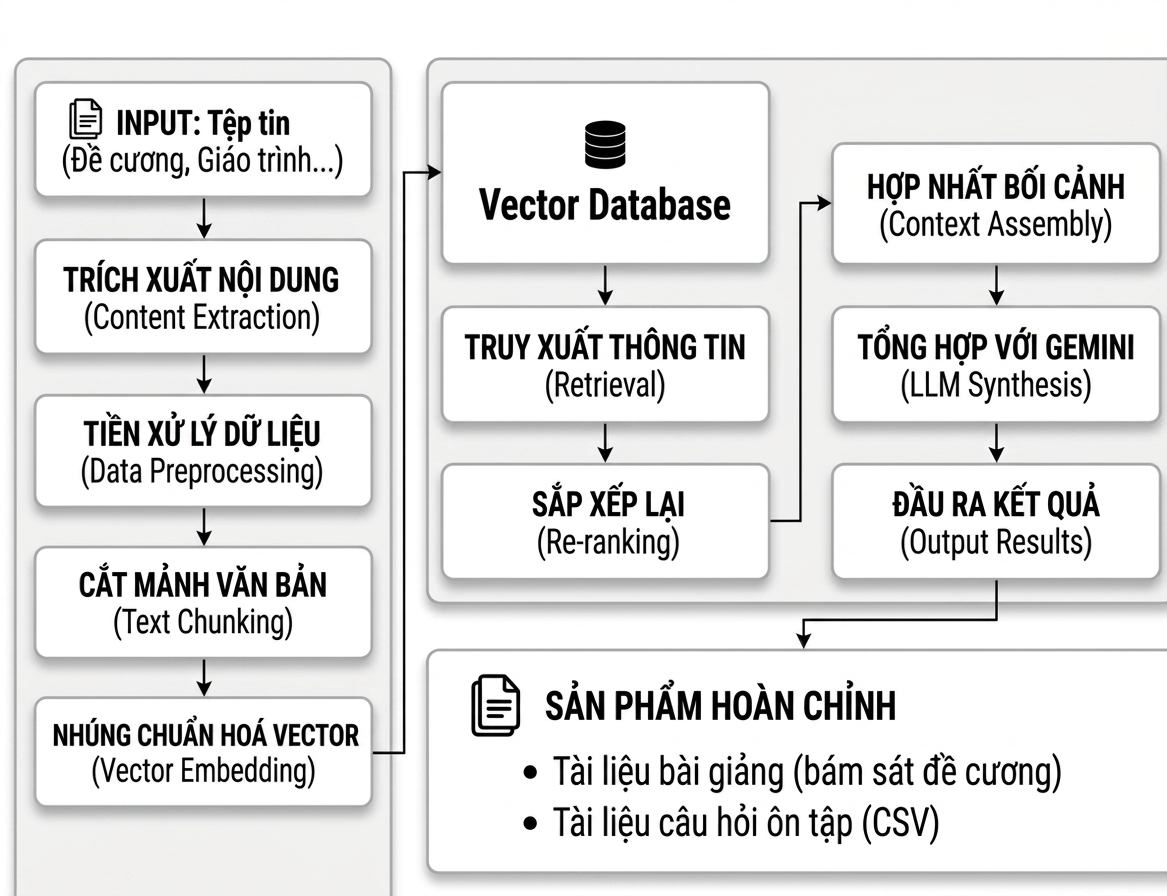 INPUT: Tệp tin
(Đề cương, Giáo trình...)
TRÍCH XUẤT NỘI DUNG
(Content Extraction)
TIỀN XỬ LÝ DỮ LIỆU
(Data Preprocessing)
CẮT MẢNH VĂN BẢN
(Text Chunking)
NHÚNG CHUẨN HOÁ VECTOR
(Vector Embedding)
Vector Database
TRUY XUẤT THÔNG TIN
(Retrieval)
SẮP XẾP LẠI
(Re-ranking)
HỢP NHẤT BỐI CẢNH
(Context Assembly)
TỔNG HỢP VỚI GEMINI
(LLM Synthesis)
ĐẦU RA KẾT QUẢ
(Output Results)
SẢN PHẨM HOÀN CHỈNH
• Tài liệu bài giảng (bám sát đề cương)
• Tài liệu câu hỏi ôn tập (CSV)